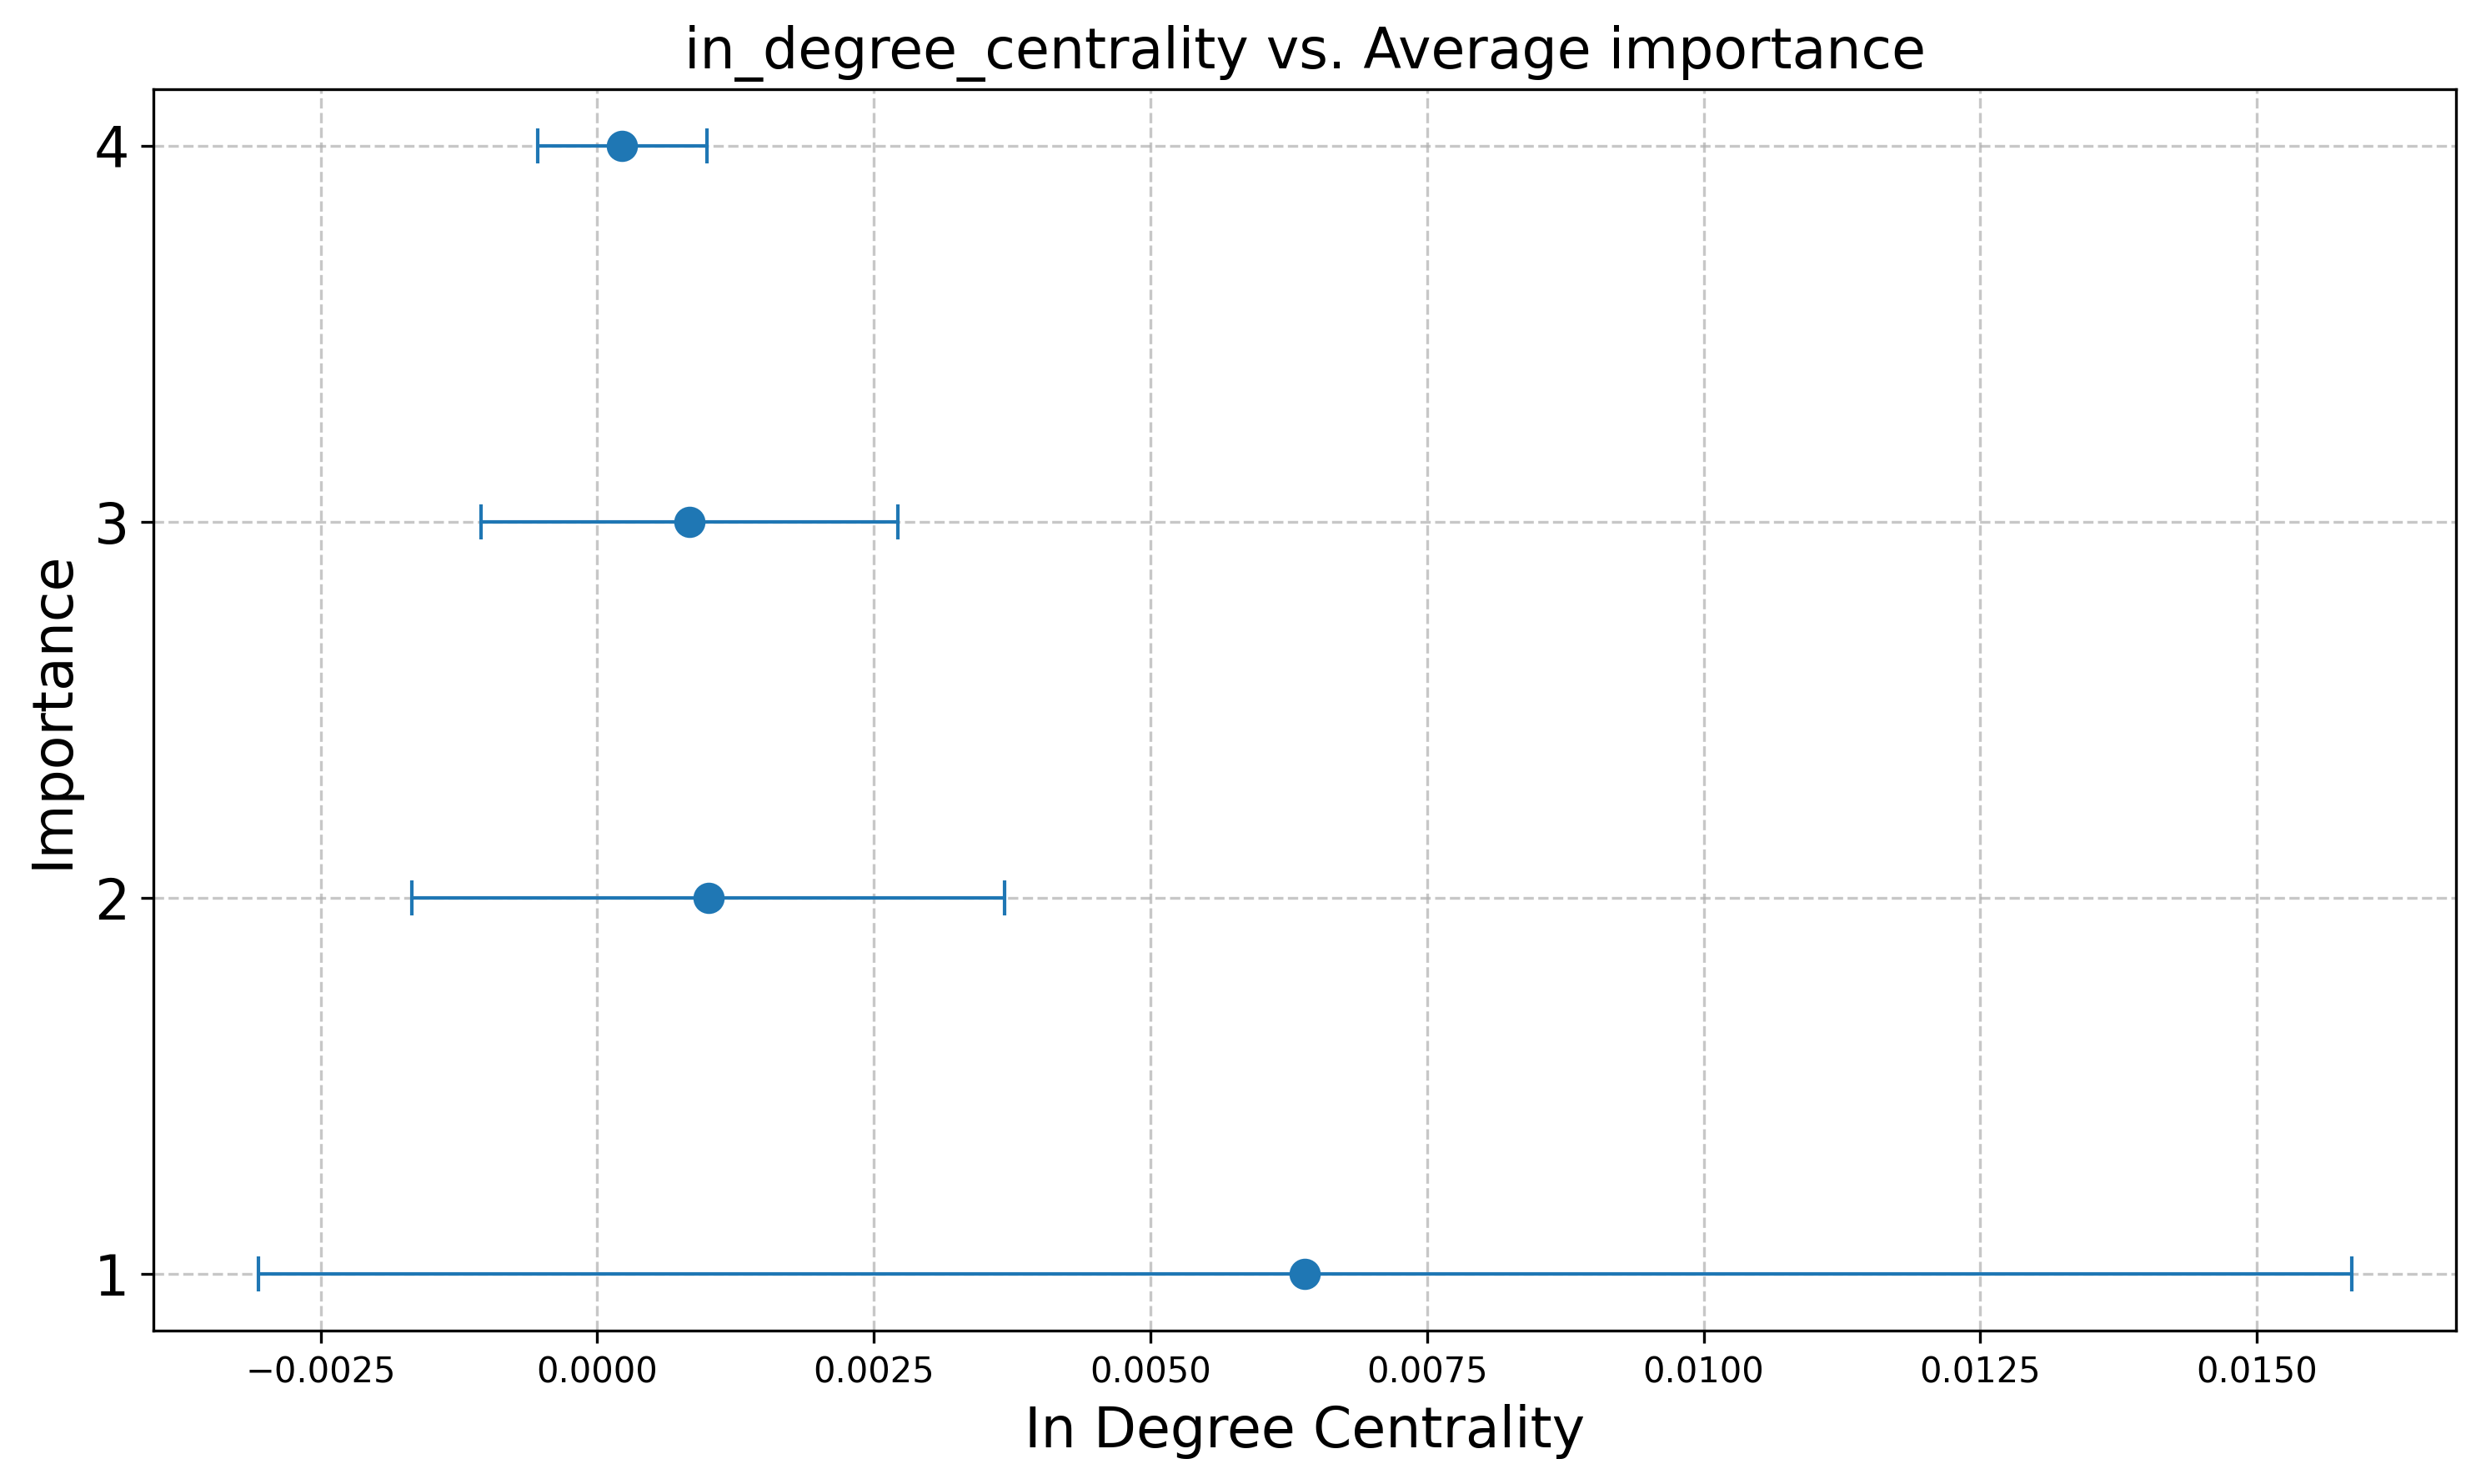 in_degree_centrality vs. Average importance
Importance
4
3
2
1
−0.0025 0.0000 0.0025 0.0050 0.0075 0.0100 0.0125 0.0150
In Degree Centrality